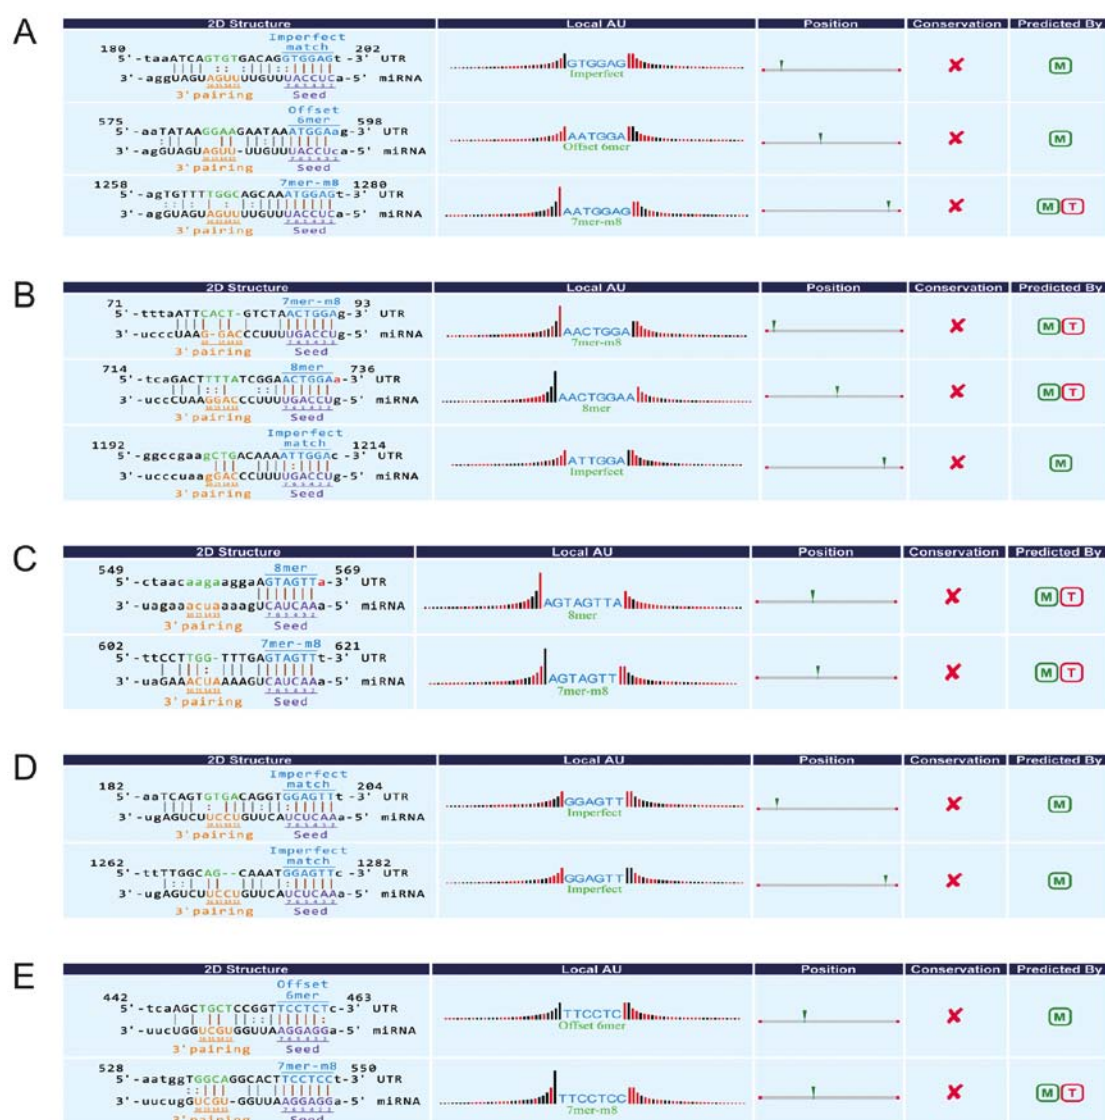 A
2D Structure Local AU Position Conservation Predicted By
Imperfect
180 match 202
5'-taaATCAGTGTGACAGGTGGAGt-3' UTR
3'-aggUAGUAGUUUGUUUACCUCa-5' miRNA
3'pairing Seed
GTGGAG
Imperfect
M
Offset
575 6mer 598
5'-aaTATAAGGAAGAATAAATGGAag-3' UTR
3'-agGUAGUAGUU-UUGUUUACCUca-5' miRNA
3'pairing Seed
AATGGA
Offset 6mer
M
1258 7mer-m8 1280
5'-agTGTTTTGGCAGCAAATGGAGt-3' UTR
3'-agGUAGUAGUUUUGUUUACCUCa-5' miRNA
3'pairing Seed
AATGGAG
7mer-m8
M T
B
2D Structure Local AU Position Conservation Predicted By
71 7mer-m8 93
5'-tttaATTCACT-GTCTAACTGGAg-3' UTR
3'-ucccUAAG-GACCCUUUUGACCUg-5' miRNA
3'pairing Seed
AACTGGA
7mer-m8
M T
714 8mer 736
5'-tcaGACTTTTTATCGGAACTGGAa-3' UTR
3'-uccCUAAGGACCCUUUUGACCUg-5' miRNA
3'pairing Seed
AACTGGAA
8mer
M T
Imperfect
1192 match 1214
5'-ggccgaagCTGACAAAATTGGAc-3' UTR
3'-ucccuaagGACCCUUUUGACCUg-5' miRNA
3'pairing Seed
ATTGGA
Imperfect
M
C
2D Structure Local AU Position Conservation Predicted By
549 8mer 569
5'-ctaacaagaaggaAGTAGTTa-3' UTR
3'-uagaaacuaaaagUCAUCAAa-5' miRNA
3'pairing Seed
AGTAGTTA
8mer
M T
602 7mer-m8 621
5'-ttCCTTGG-TTTGAGTAGTTt-3' UTR
3'-uaGAAACUAAAAGUCAUCAAa-5' miRNA
3'pairing Seed
AGTAGTT
7mer-m8
M T
D
2D Structure Local AU Position Conservation Predicted By
Imperfect
182 match 204
5'-aaTCAGTGTGACAGGTGGAGTTt-3' UTR
3'-ugAGUCUUCCUGUUCAUCUCAAa-5' miRNA
3'pairing Seed
GGAGTT
Imperfect
M
Imperfect
1262 match 1282
5'-ttTTGGCAG--CAAATGGAGTTc-3' UTR
3'-ugAGUCUUCCUGUUCAUCUCAAa-5' miRNA
3'pairing Seed
GGAGTT
Imperfect
M
E
2D Structure Local AU Position Conservation Predicted By
Offset
442 6mer 463
5'-tcaAGCTGCTCCGGTTCCTCTc-3' UTR
3'-uucUGGUCGUGGUUAAGGAGGa-5' miRNA
3'pairing Seed
TTCCTC
Offset 6mer
M
528 7mer-m8 550
5'-aatggTGGCAGGCACTTCCTCCt-3' UTR
3'-uucugGUCGU-GGUUAAGGAGGa-5' miRNA
3'pairing Seed
TTCCTCC
7mer-m8
M T